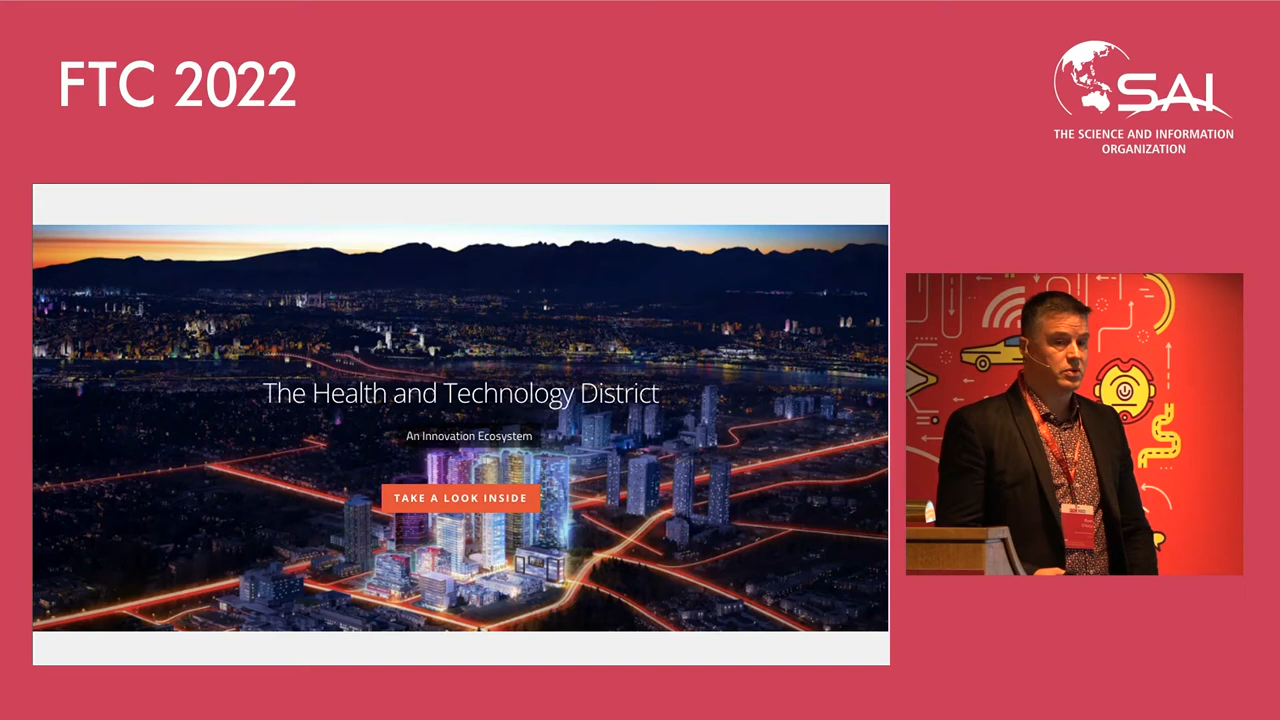 FTC 2022
SAI
THE SCIENCE AND INFORMATION
ORGANIZATION
The Health and Technology District
An Innovation Ecosystem
TAKE A LOOK INSIDE